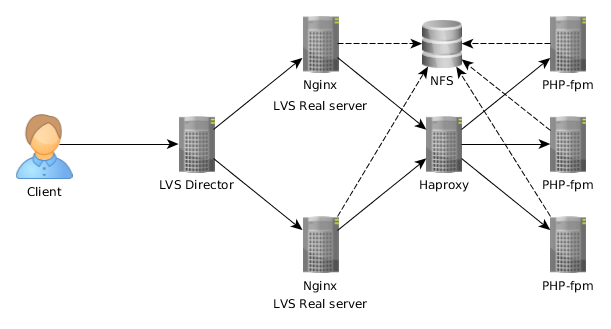 Client
LVS Director
Nginx
LVS Real server
NFS
PHP-fpm
Haproxy
PHP-fpm
Nginx
LVS Real server
PHP-fpm